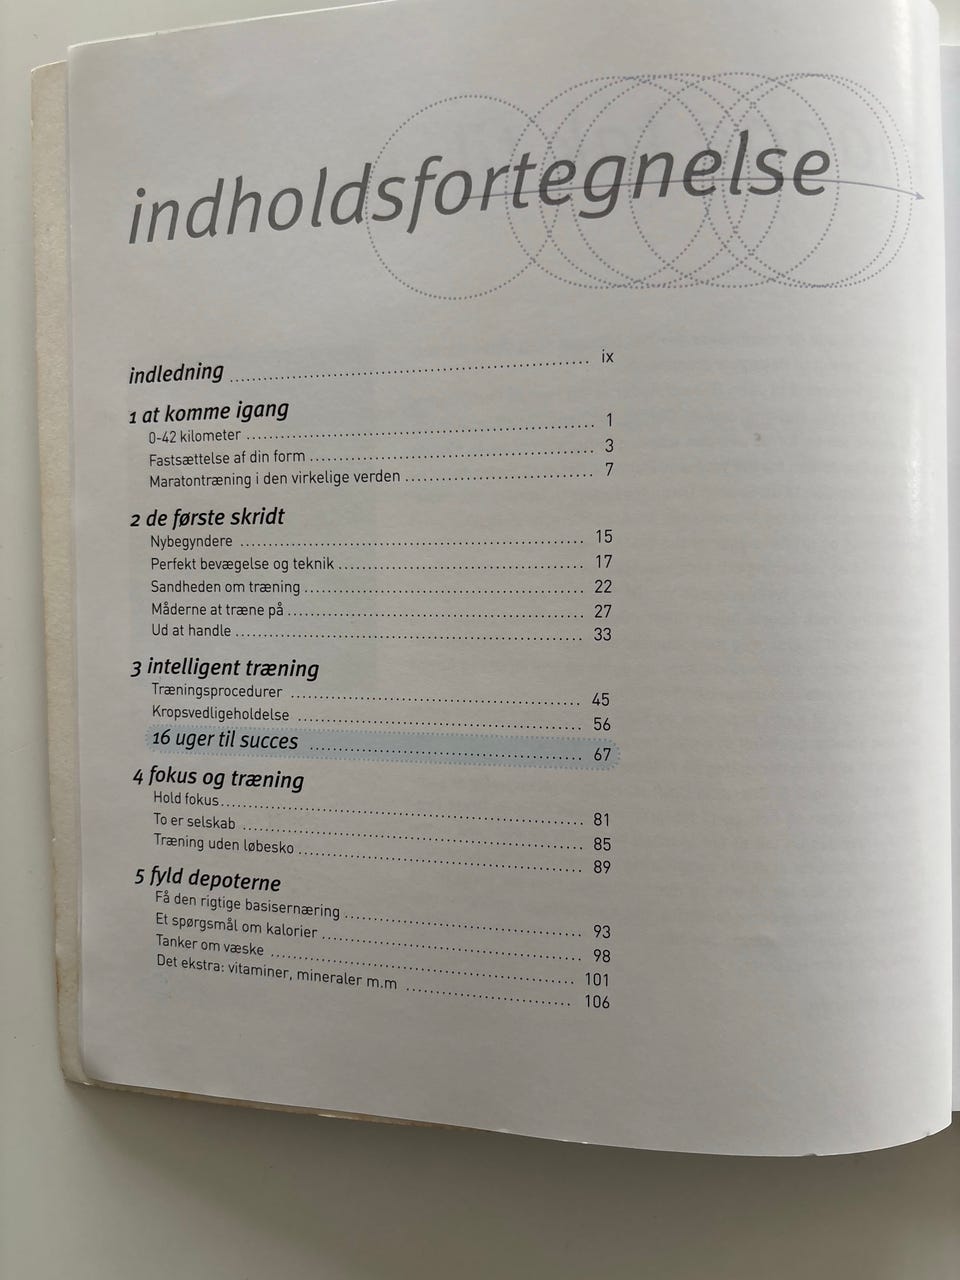 indholdsfortegnelse
indledning ........ ix
1 at komme igang
0-42 kilometer ........ 1
Fastsættelse af din form ........ 3
Maratontræning i den virkelige verden ........ 7
2 de første skridt
Nybegyndere ........ 15
Perfekt bevægelse og teknik ........ 17
Sandheden om træning ........ 22
Måderne at træne på ........ 27
Ud at handle ........ 33
3 intelligent træning
Træningsprocedurer ........ 45
Kropsvedligeholdelse ........ 56
16 uger til succes ........ 67
4 fokus og træning
Hold fokus ........ 81
To er selskab ........ 85
Træning uden løbesko ........ 89
5 fyld depoterne
Få den rigtige basisernæring ........ 93
Et spørgsmål om kalorier ........ 98
Tanker om væske ........ 101
Det ekstra: vitaminer, mineraler m.m ........ 106